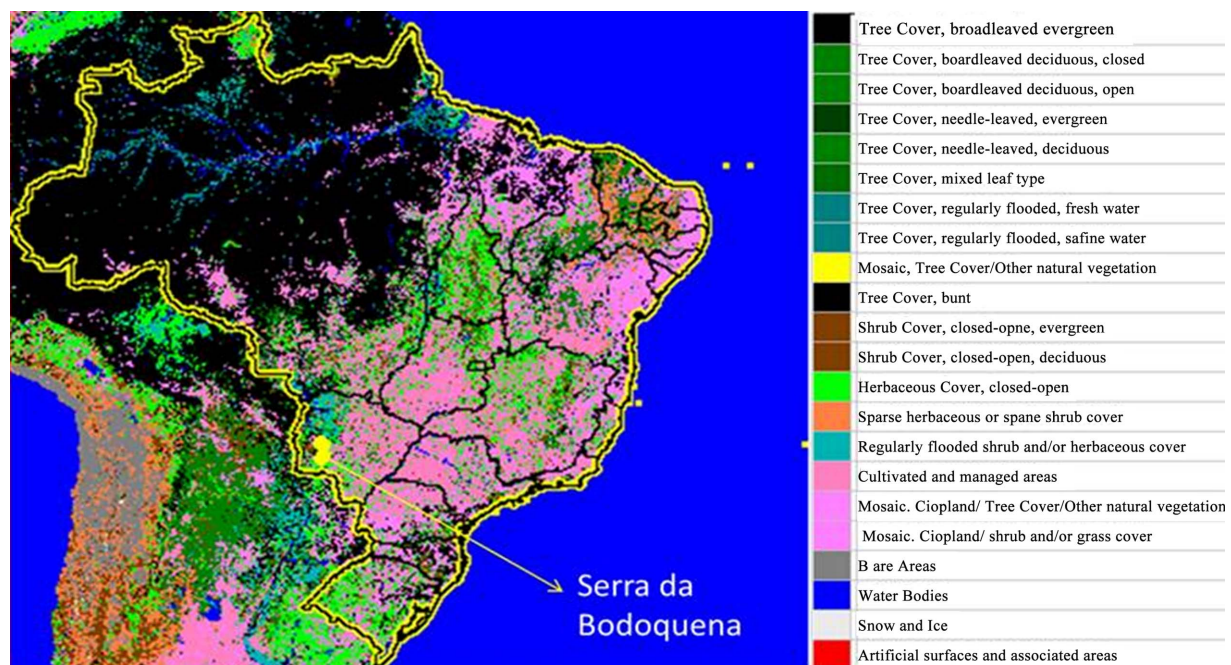 Tree Cover, broadleaved evergreen
Tree Cover, boardleaved deciduous, closed
Tree Cover, boardleaved deciduous, open
Tree Cover, needle-leaved, evergreen
Tree Cover, needle-leaved, deciduous
Tree Cover, mixed leaf type
Tree Cover, regularly flooded, fresh water
Tree Cover, regularly flooded, safine water
Mosaic, Tree Cover/Other natural vegetation
Tree Cover, bunt
Shrub Cover, closed-opne, evergreen
Shrub Cover, closed-open, deciduous
Herbaceous Cover, closed-open
Sparse herbaceous or spane shrub cover
Regularly flooded shrub and/or herbaceous cover
Cultivated and managed areas
Mosaic. Ciopland/ Tree Cover/Other natural vegetation
Mosaic. Ciopland/ shrub and/or grass cover
B are Areas
Water Bodies
Snow and Ice
Artificial surfaces and associated areas
Serra da
Bodoquena